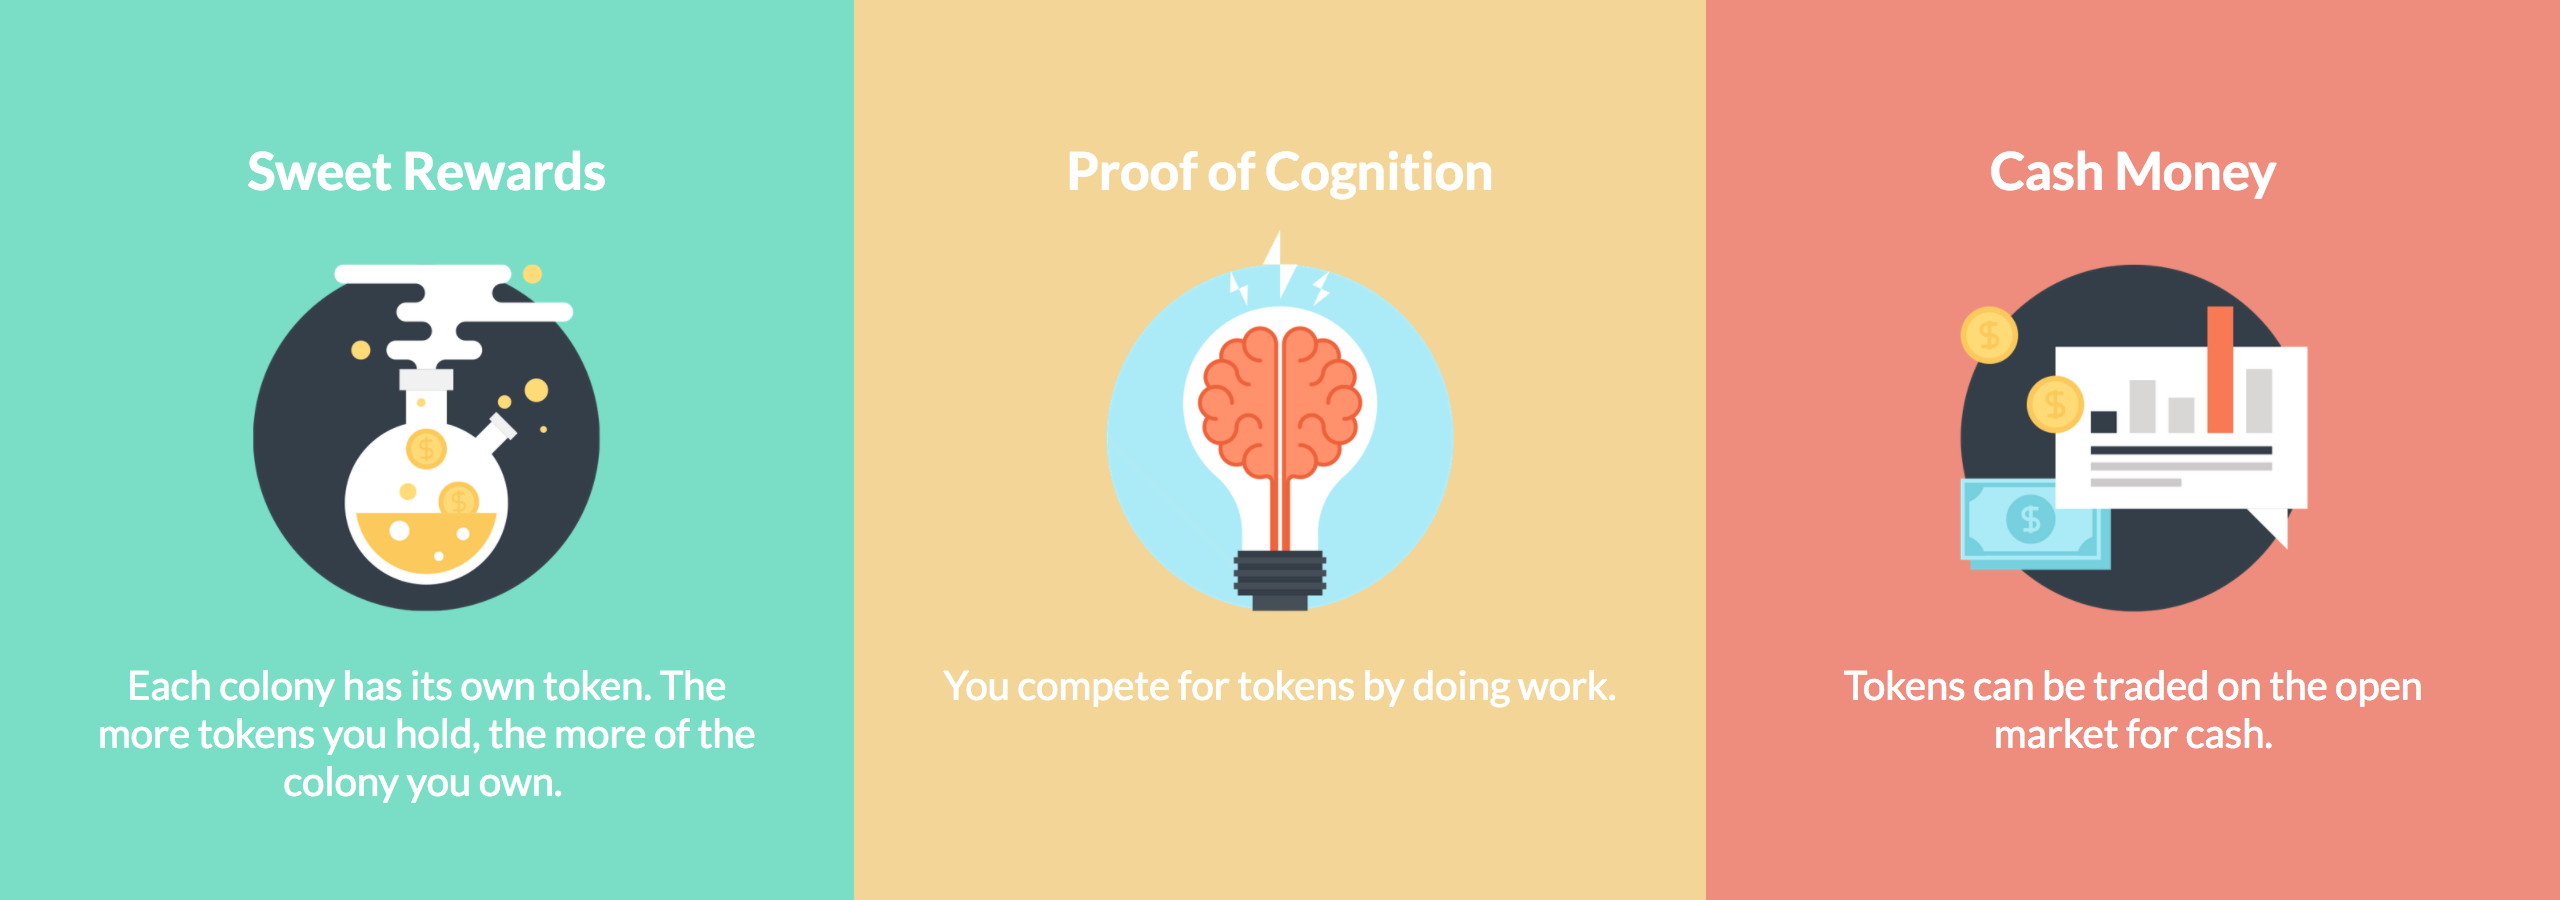 Sweet Rewards
Each colony has its own token. The
more tokens you hold, the more of the
colony you own.
Proof of Cognition
You compete for tokens by doing work.
Cash Money
$
$
$
$
$
Tokens can be traded on the open
market for cash.